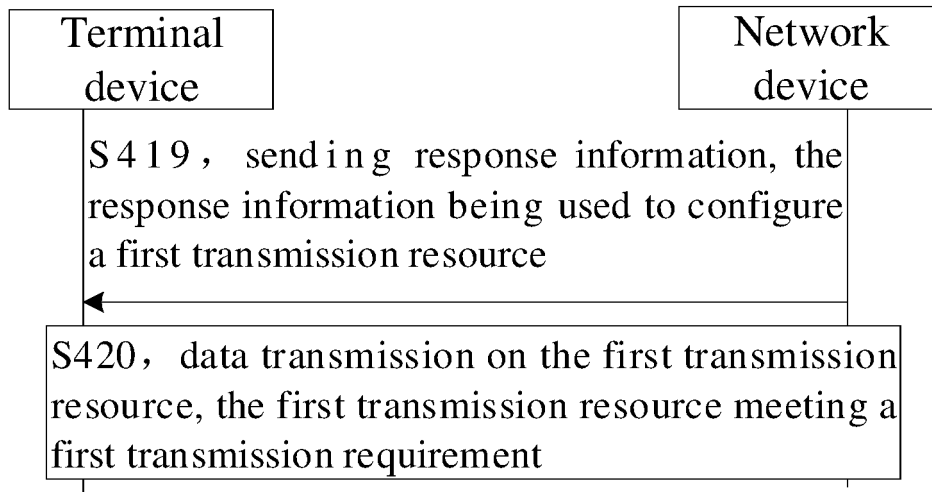 Terminal
device
Network
device
S419，sending response information, the
response information being used to configure
a first transmission resource
S420，data transmission on the first transmission
resource, the first transmission resource meeting a
first transmission requirement